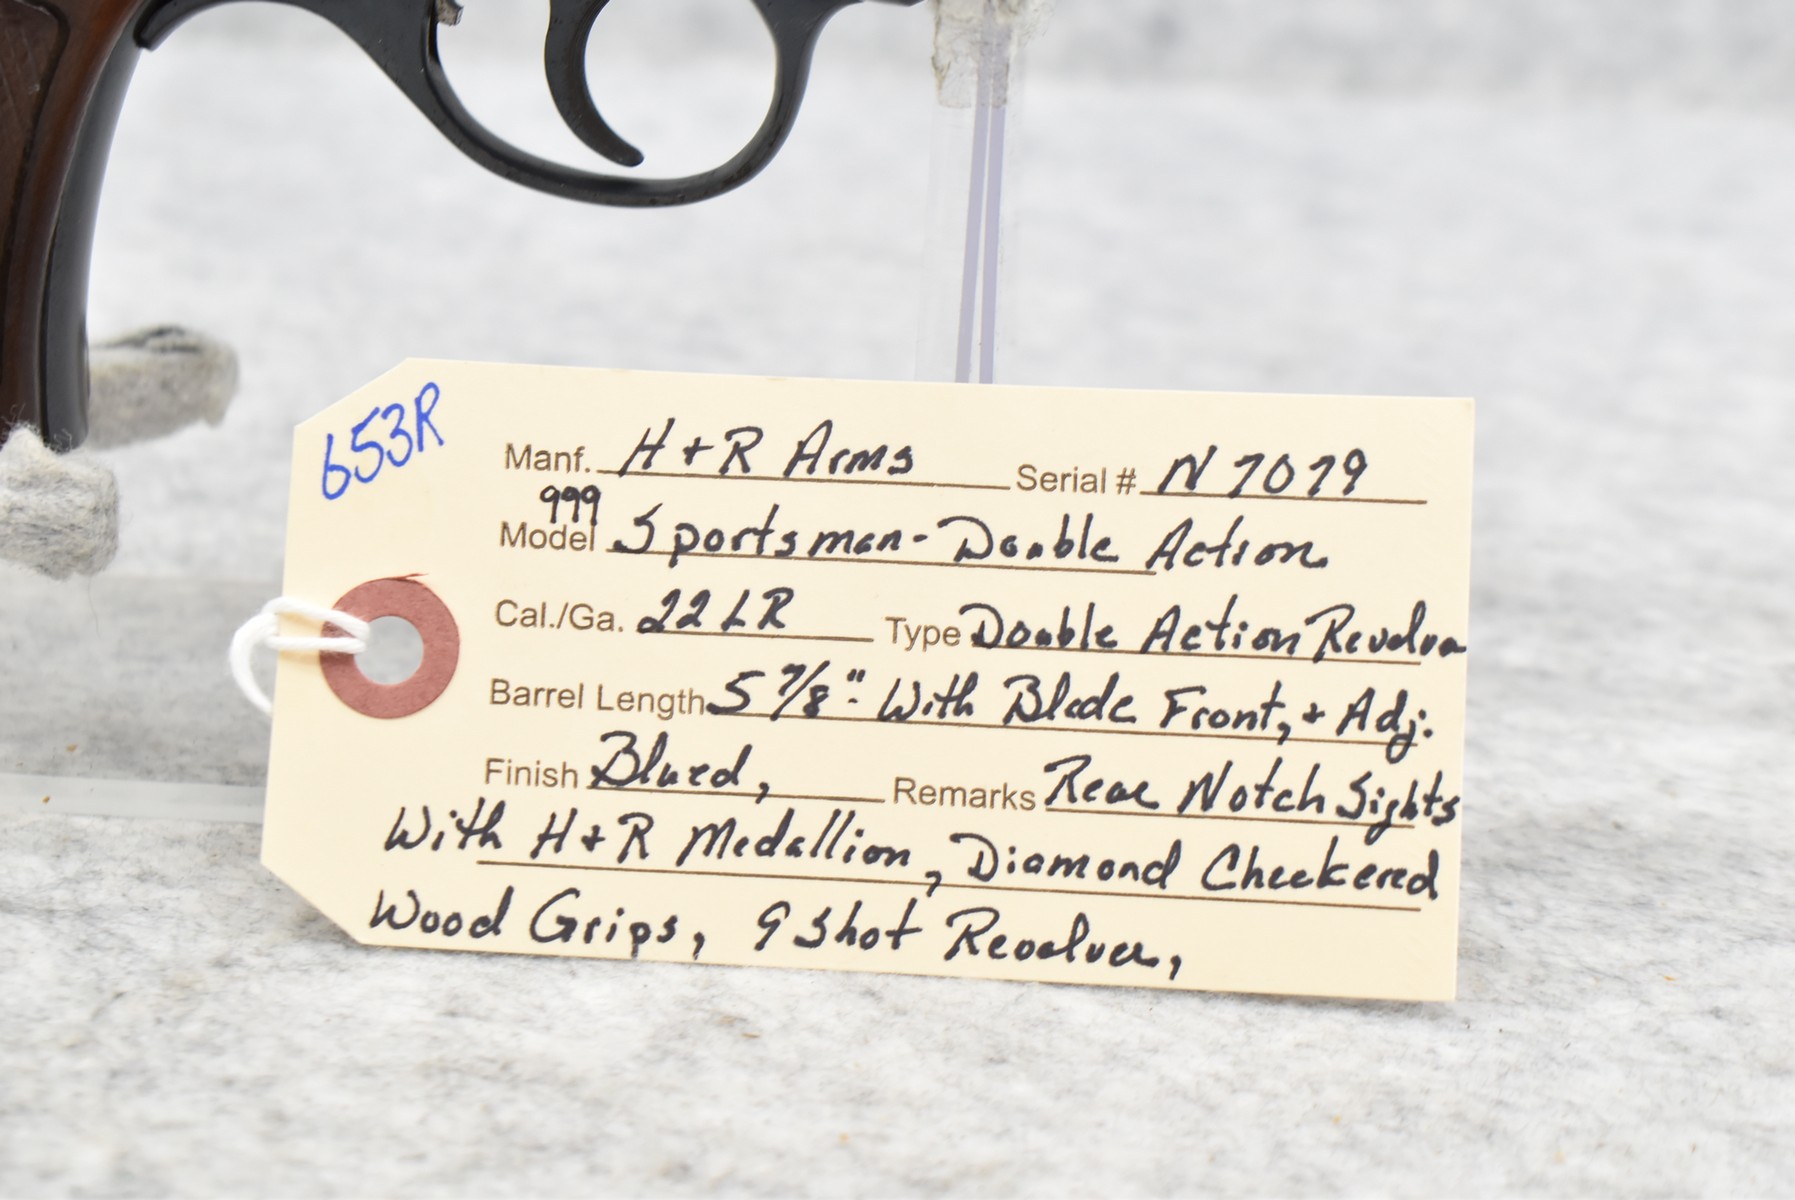 653R
Manf. H + R Arms Serial # N 7079
999
Model Sportsman - Double Action
Cal./Ga. 22 LR Type Double Action Revolver
Barrel Length 5 7/8" - With Blade Front, + Adj.
Finish Blued, Remarks Rear Notch Sights
With H + R Medallion, Diamond Checkered
Wood Grips, 9 Shot Revolver,